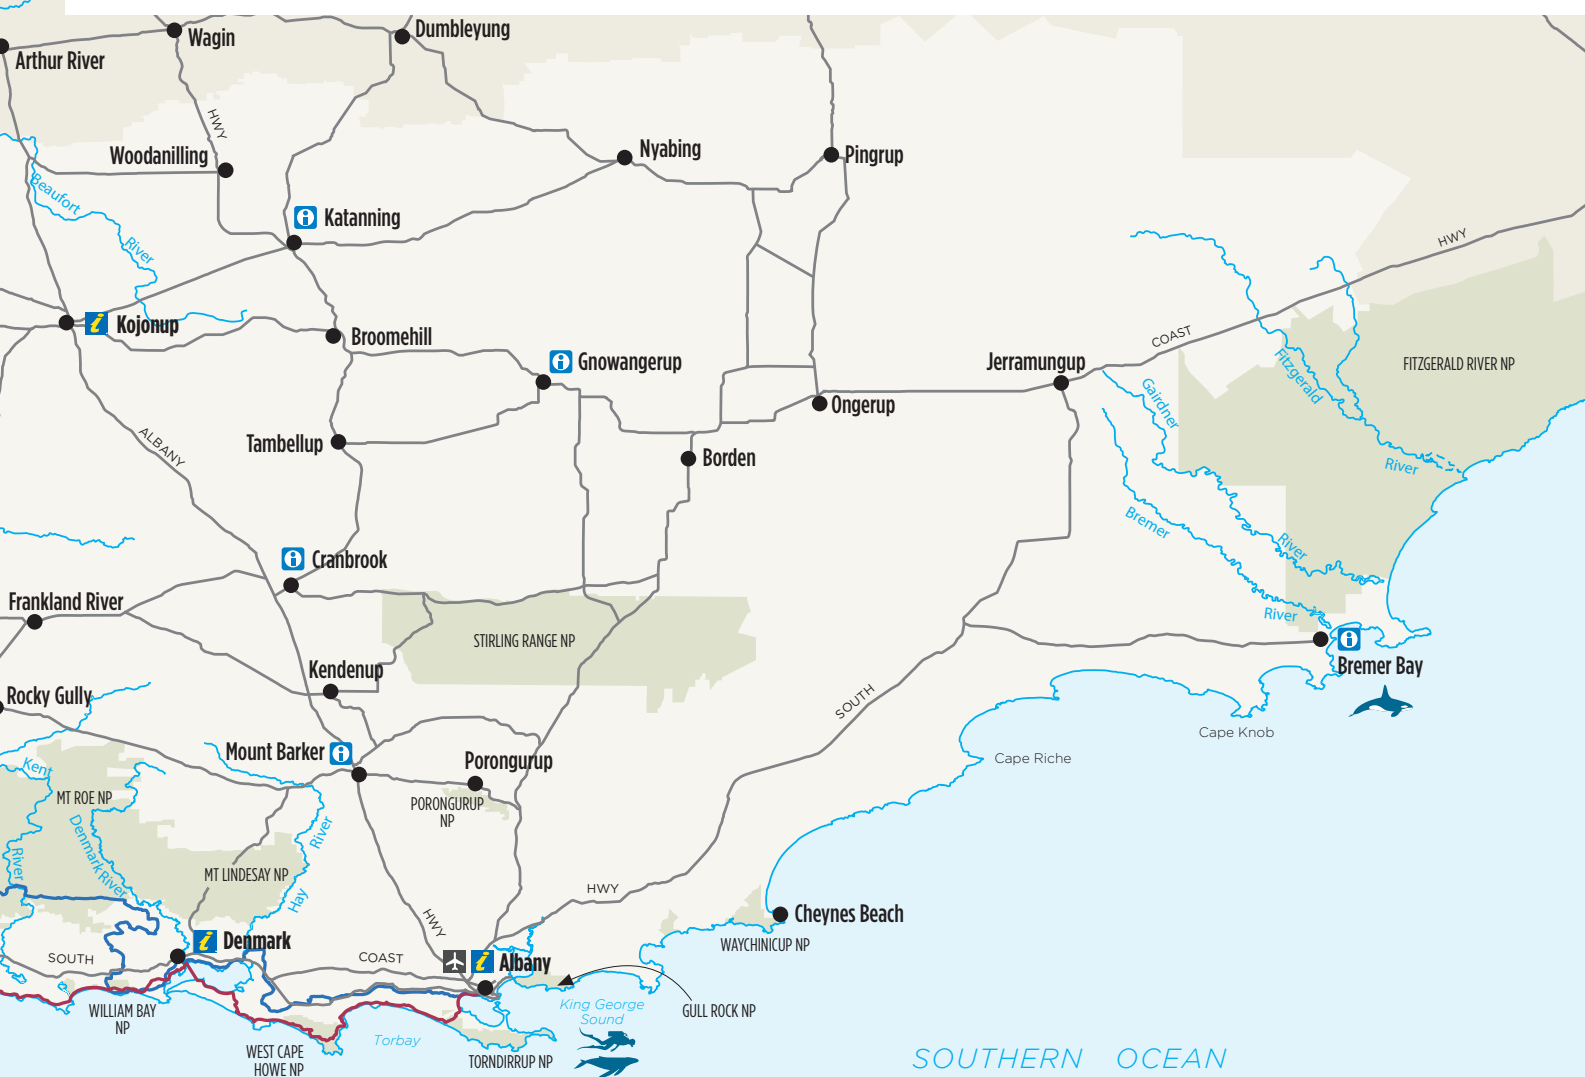 Wagin
Dumbleyung
Arthur River
HWY
Woodanilling
Nyabing
Pingrup
Beaufort
River
Katanning
HWY
Kojonup
Broomehill
Gnowangerup
COAST
Jerramungup
FITZGERALD RIVER NP
Fitzgerald
River
Gairdner
River
Ongerup
Tambellup
ALBANY
Borden
Bremer
River
Cranbrook
Frankland River
STIRLING RANGE NP
Kendenup
Bremer Bay
Rocky Gully
SOUTH
Cape Knob
Mount Barker
Porongurup
Cape Riche
Kent
River
MT ROE NP
PORONGURUP
NP
Denmark
River
River
Hay
MT LINDESAY NP
HWY
HWY
Cheynes Beach
WAYCHINICUP NP
Denmark
SOUTH
COAST
Albany
WILLIAM BAY
NP
King George
Sound
GULL ROCK NP
WEST CAPE
HOWE NP
Torbay
TORNDIRRUP NP
SOUTHERN OCEAN